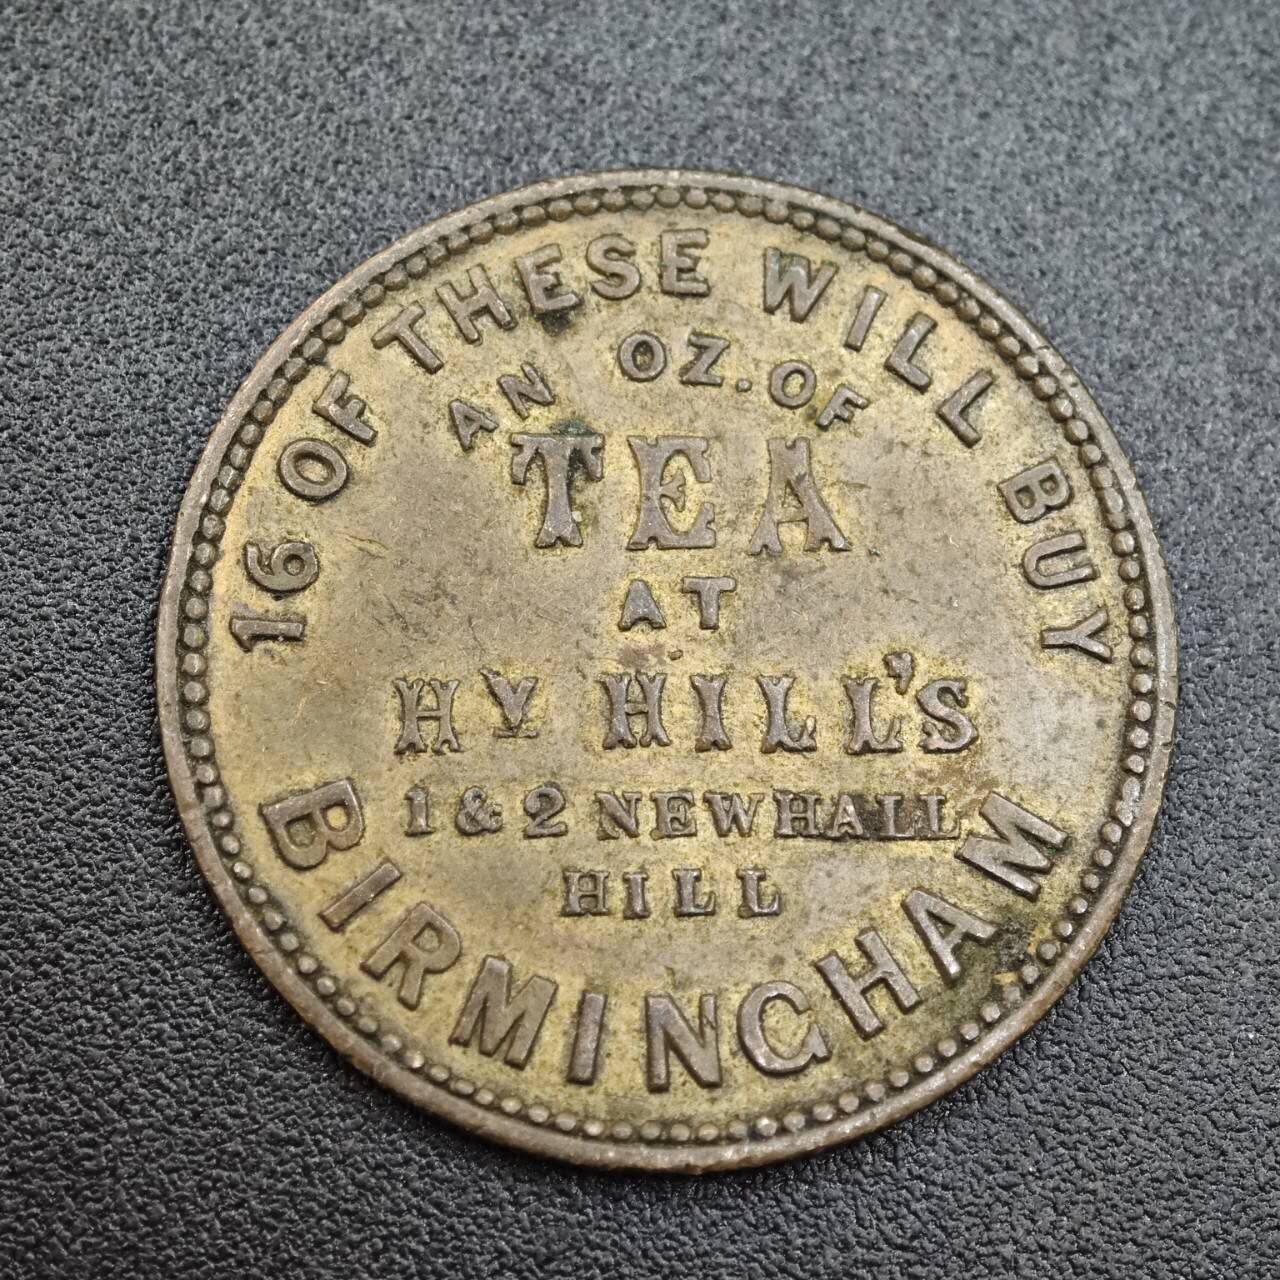 16 OF THESE WILL BUY
AN OZ. OF
TEA
AT
HY HILL'S
1 & 2 NEWHALL
HILL
BIRMINGHAM